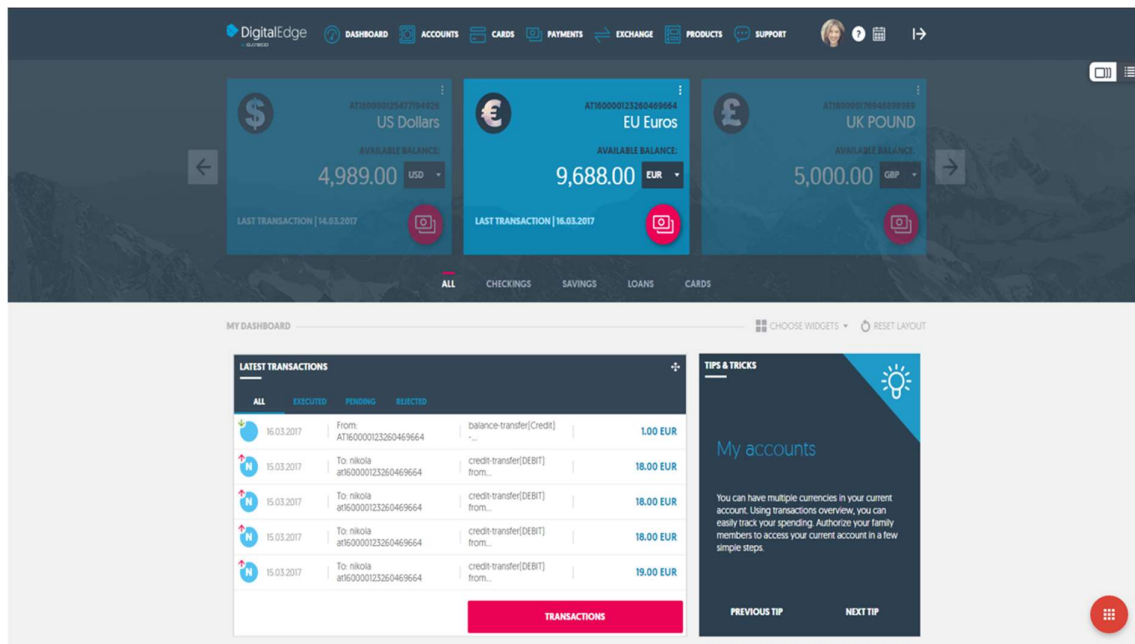 DigitalEdge
DASHBOARD
ACCOUNTS
CARDS
PAYMENTS
EXCHANGE
PRODUCTS
SUPPORT
?
$
US Dollars
AVAILABLE BALANCE:
4,989.00 USD
LAST TRANSACTION | 14.03.2017
€
AT160000123260469664
EU Euros
AVAILABLE BALANCE:
9,688.00 EUR
LAST TRANSACTION | 16.03.2017
£
UK POUND
AVAILABLE BALANCE:
5,000.00 GBP
ALL
CHECKINGS
SAVINGS
LOANS
CARDS
MY DASHBOARD
CHOOSE WIDGETS
RESET LAYOUT
LATEST TRANSACTIONS
ALL
EXECUTED
PENDING
REJECTED
16.03.2017
From:
AT160000123260469664
balance-transfer[Credit]
-...
1.00 EUR
N
15.03.2017
To: nikola
at160000123260469664
credit-transfer[DEBIT]
from...
18.00 EUR
N
15.03.2017
To: nikola
at160000123260469664
credit-transfer[DEBIT]
from...
18.00 EUR
N
15.03.2017
To: nikola
at160000123260469664
credit-transfer[DEBIT]
from...
18.00 EUR
N
15.03.2017
To: nikola
at160000123260469664
credit-transfer[DEBIT]
from...
19.00 EUR
TRANSACTIONS
TIPS & TRICKS
My accounts
You can have multiple currencies in your current
account. Using transactions overview, you can
easily track your spending. Authorize your family
members to access your current account in a few
simple steps.
PREVIOUS TIP
NEXT TIP